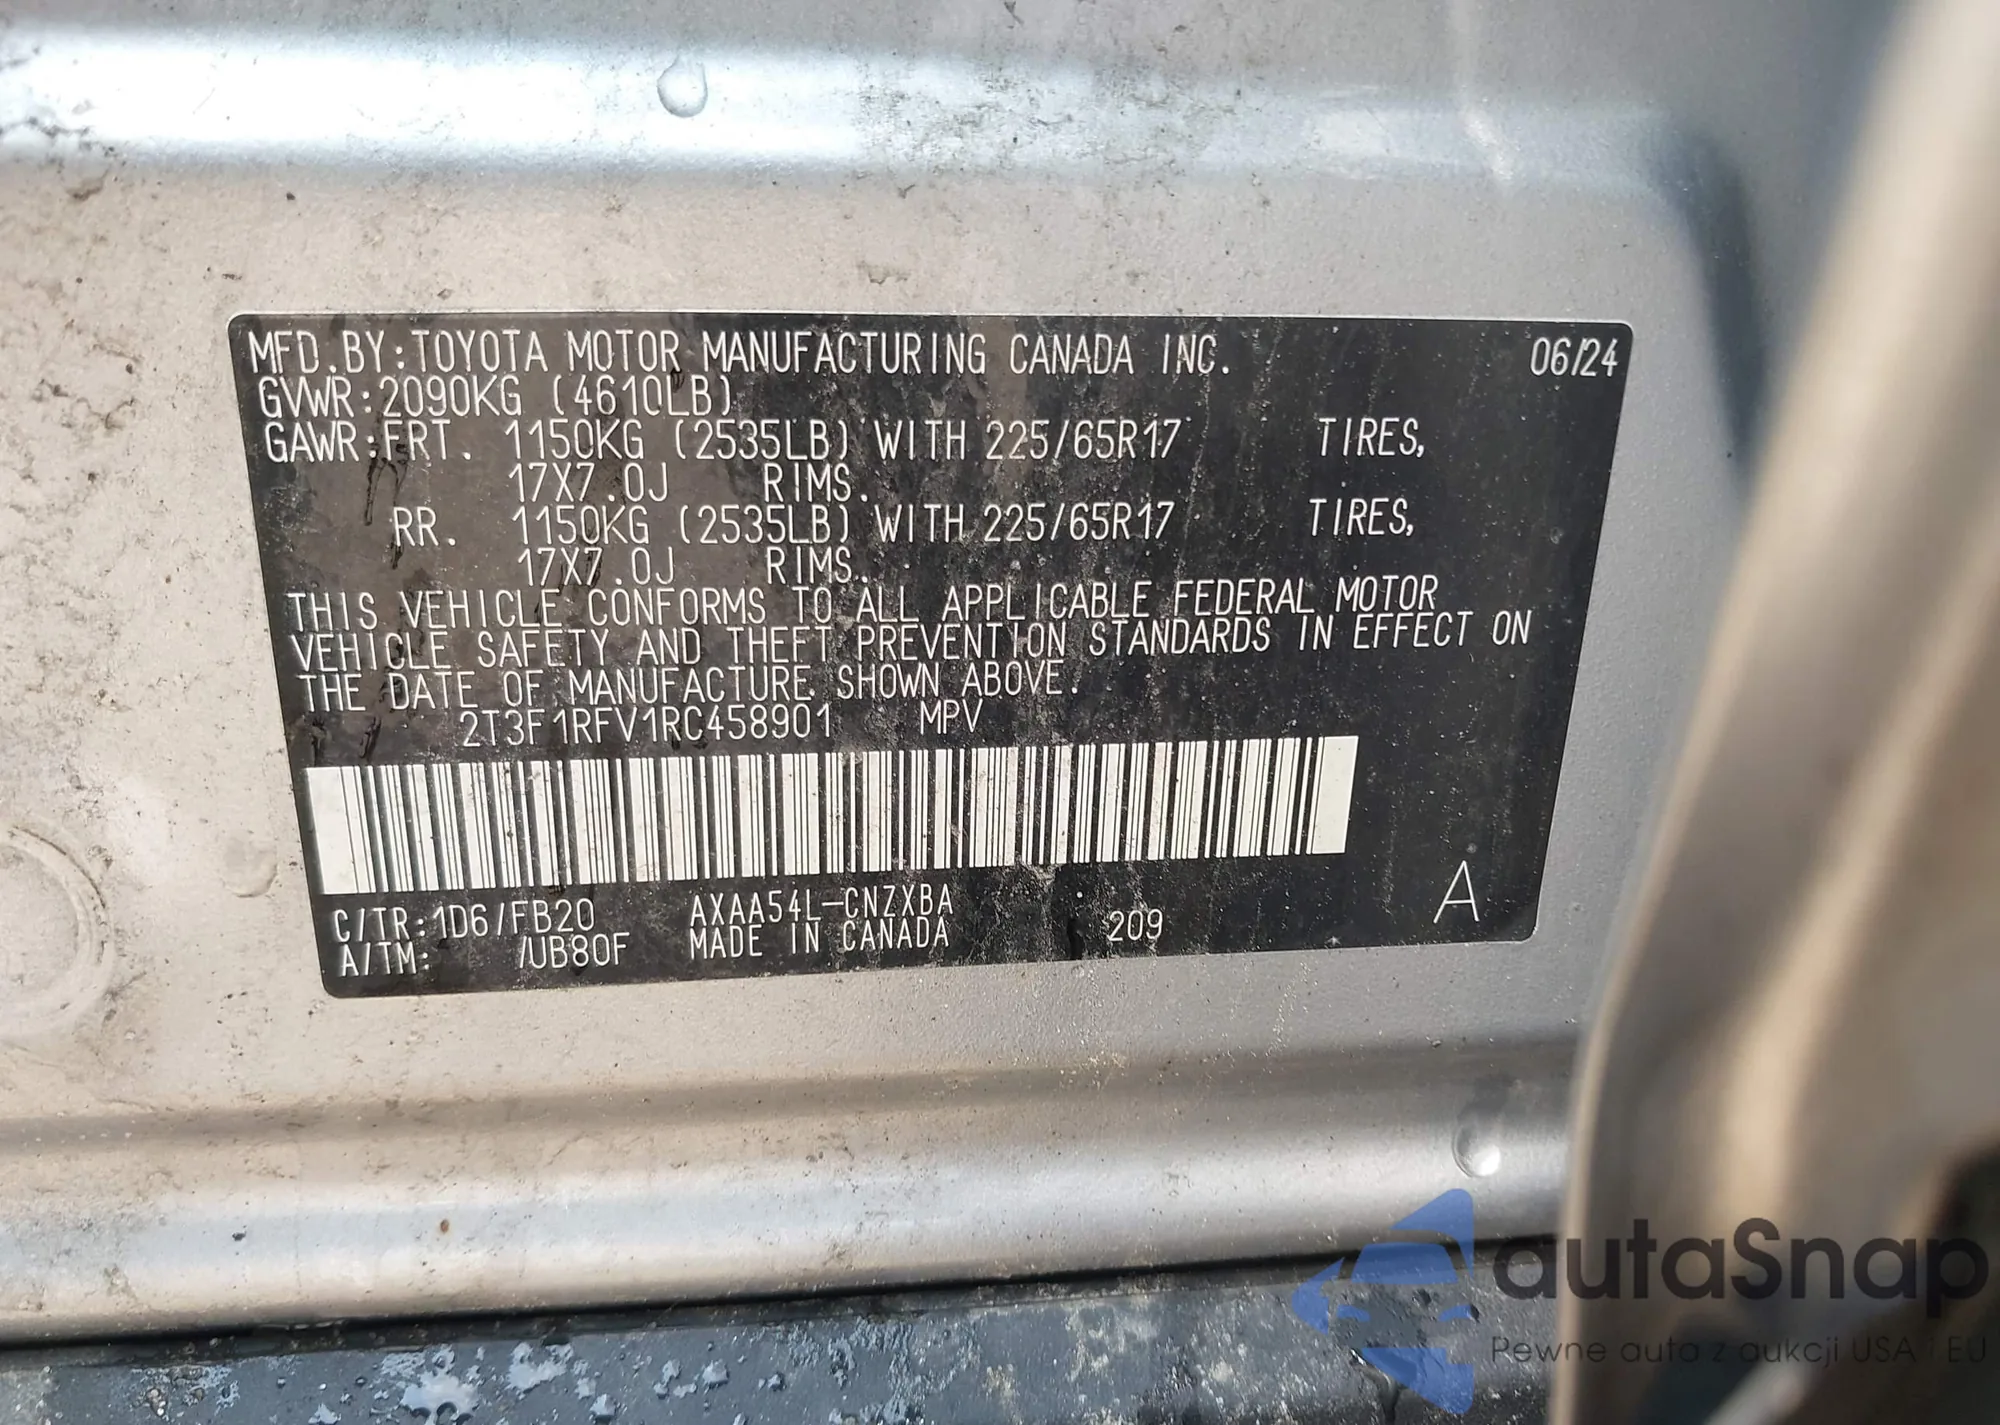 MFD.BY:TOYOTA MOTOR MANUFACTURING CANADA INC. 06/24
GVWR:2090KG (4610LB)
GAWR:FRT. 1150KG (2535LB) WITH 225/65R17 TIRES,
17X7.0J RIMS.
RR. 1150KG (2535LB) WITH 225/65R17 TIRES,
17X7.0J RIMS.
THIS VEHICLE CONFORMS TO ALL APPLICABLE FEDERAL MOTOR
VEHICLE SAFETY AND THEFT PREVENTION STANDARDS IN EFFECT ON
THE DATE OF MANUFACTURE SHOWN ABOVE.
2T3F1RFV1RC458901 MPV
C/TR:1D6/FB20 AXAA54L-CNZXBA 209 A
A/TM: /UB80F MADE IN CANADA
autaSnap
Pewne auta z aukcji USA i EU